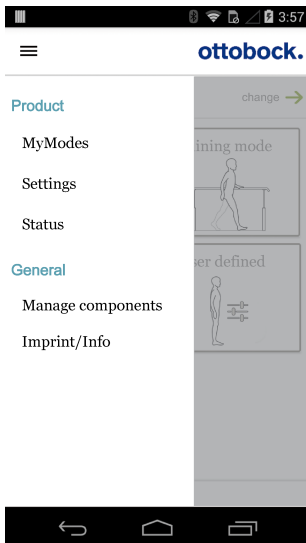 3:57
ottobock.
change
Product
MyModes
Settings
Status
General
Manage components
Imprint/Info
ining mode
ser defined